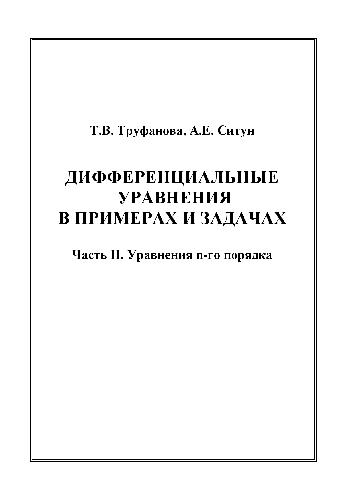 Т.В. Труфанова, А.Е. Ситун
ДИФФЕРЕНЦИАЛЬНЫЕ
УРАВНЕНИЯ
В ПРИМЕРАХ И ЗАДАЧАХ
Часть II. Уравнения n-го порядка